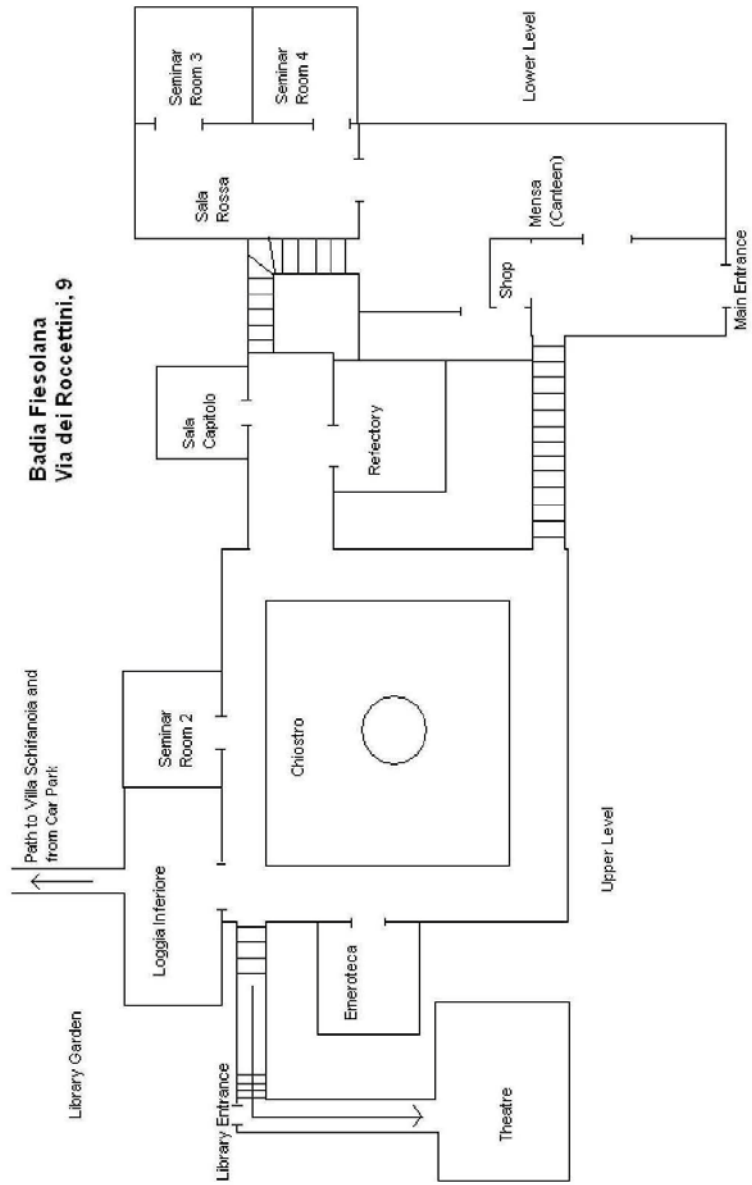 Badia Fiesolana
Via dei Roccettini, 9
Path to Villa Schifanoia and
from Car Park
Library Garden
Loggia Inferiore
Seminar
Room 2
Sala
Capitolo
Sala
Rossa
Seminar
Room 3
Seminar
Room 4
Library Entrance
Emeroteca
Chiostro
Refectory
Shop
Mensa
(Canteen)
Lower Level
Theatre
Upper Level
Main Entrance